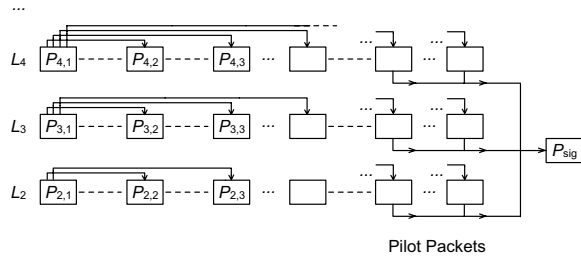 ...
L4 P4,1 P4,2 P4,3 ... ... ...
L3 P3,1 P3,2 P3,3 ... ... ...
L2 P2,1 P2,2 P2,3 ... ... ...
Psig
Pilot Packets